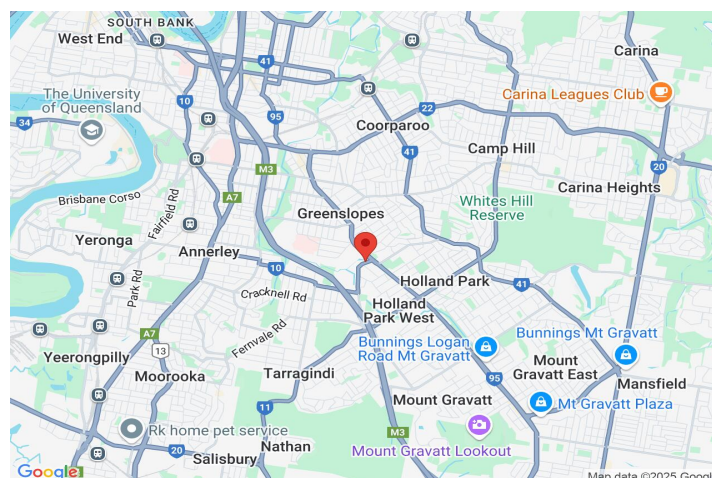 SOUTH BANK
West End
41
Carina
The University
of Queensland
10
95
Carina Leagues Club
34
22
Coorparoo
41
Camp Hill
20
M3
Brisbane Corso
A7
Fairfield Rd
Whites Hill
Reserve
Carina Heights
Greenslopes
Yeronga
Annerley
10
Park Rd
Cracknell Rd
Holland Park
41
Holland
Park West
Fernvale Rd
A7
13
Yeerongpilly
Bunnings Logan
Road Mt Gravatt
Bunnings Mt Gravatt
Moorooka
Tarragindi
95
Mount
Gravatt East
Mansfield
11
Mount Gravatt
Mt Gravatt Plaza
Rk home pet service
M3
20
Nathan
Mount Gravatt Lookout
Salisbury
Google
Map data ©2025 Google